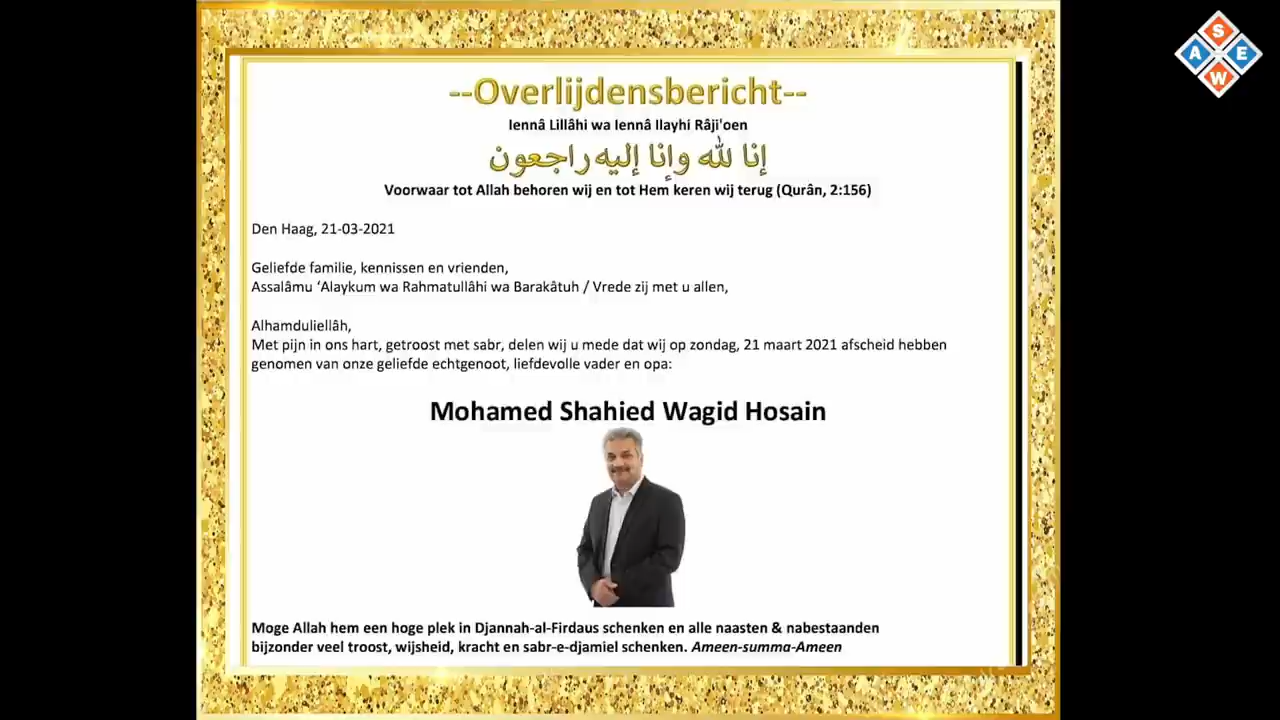 S
A E
W
--Overlijdensbericht--
Iennâ Lillâhi wa Iennâ Ilayhí Râji'oen
إنا لله وإنا إليه راجعون
Voorwaar tot Allah behoren wij en tot Hem keren wij terug (Qurân, 2:156)
Den Haag, 21-03-2021
Geliefde familie, kennissen en vrienden,
Assalâmu ‘Alaykum wa Rahmatullâhi wa Barakâtuh / Vrede zij met u allen,
Alhamduliellâh,
Met pijn in ons hart, getroost met sabr, delen wij u mede dat wij op zondag, 21 maart 2021 afscheid hebben
genomen van onze geliefde echtgenoot, liefdevolle vader en opa:
Mohamed Shahied Wagid Hosain
Moge Allah hem een hoge plek in Djannah-al-Firdaus schenken en alle naasten & nabestaanden
bijzonder veel troost, wijsheid, kracht en sabr-e-djamiel schenken. Ameen-summa-Ameen